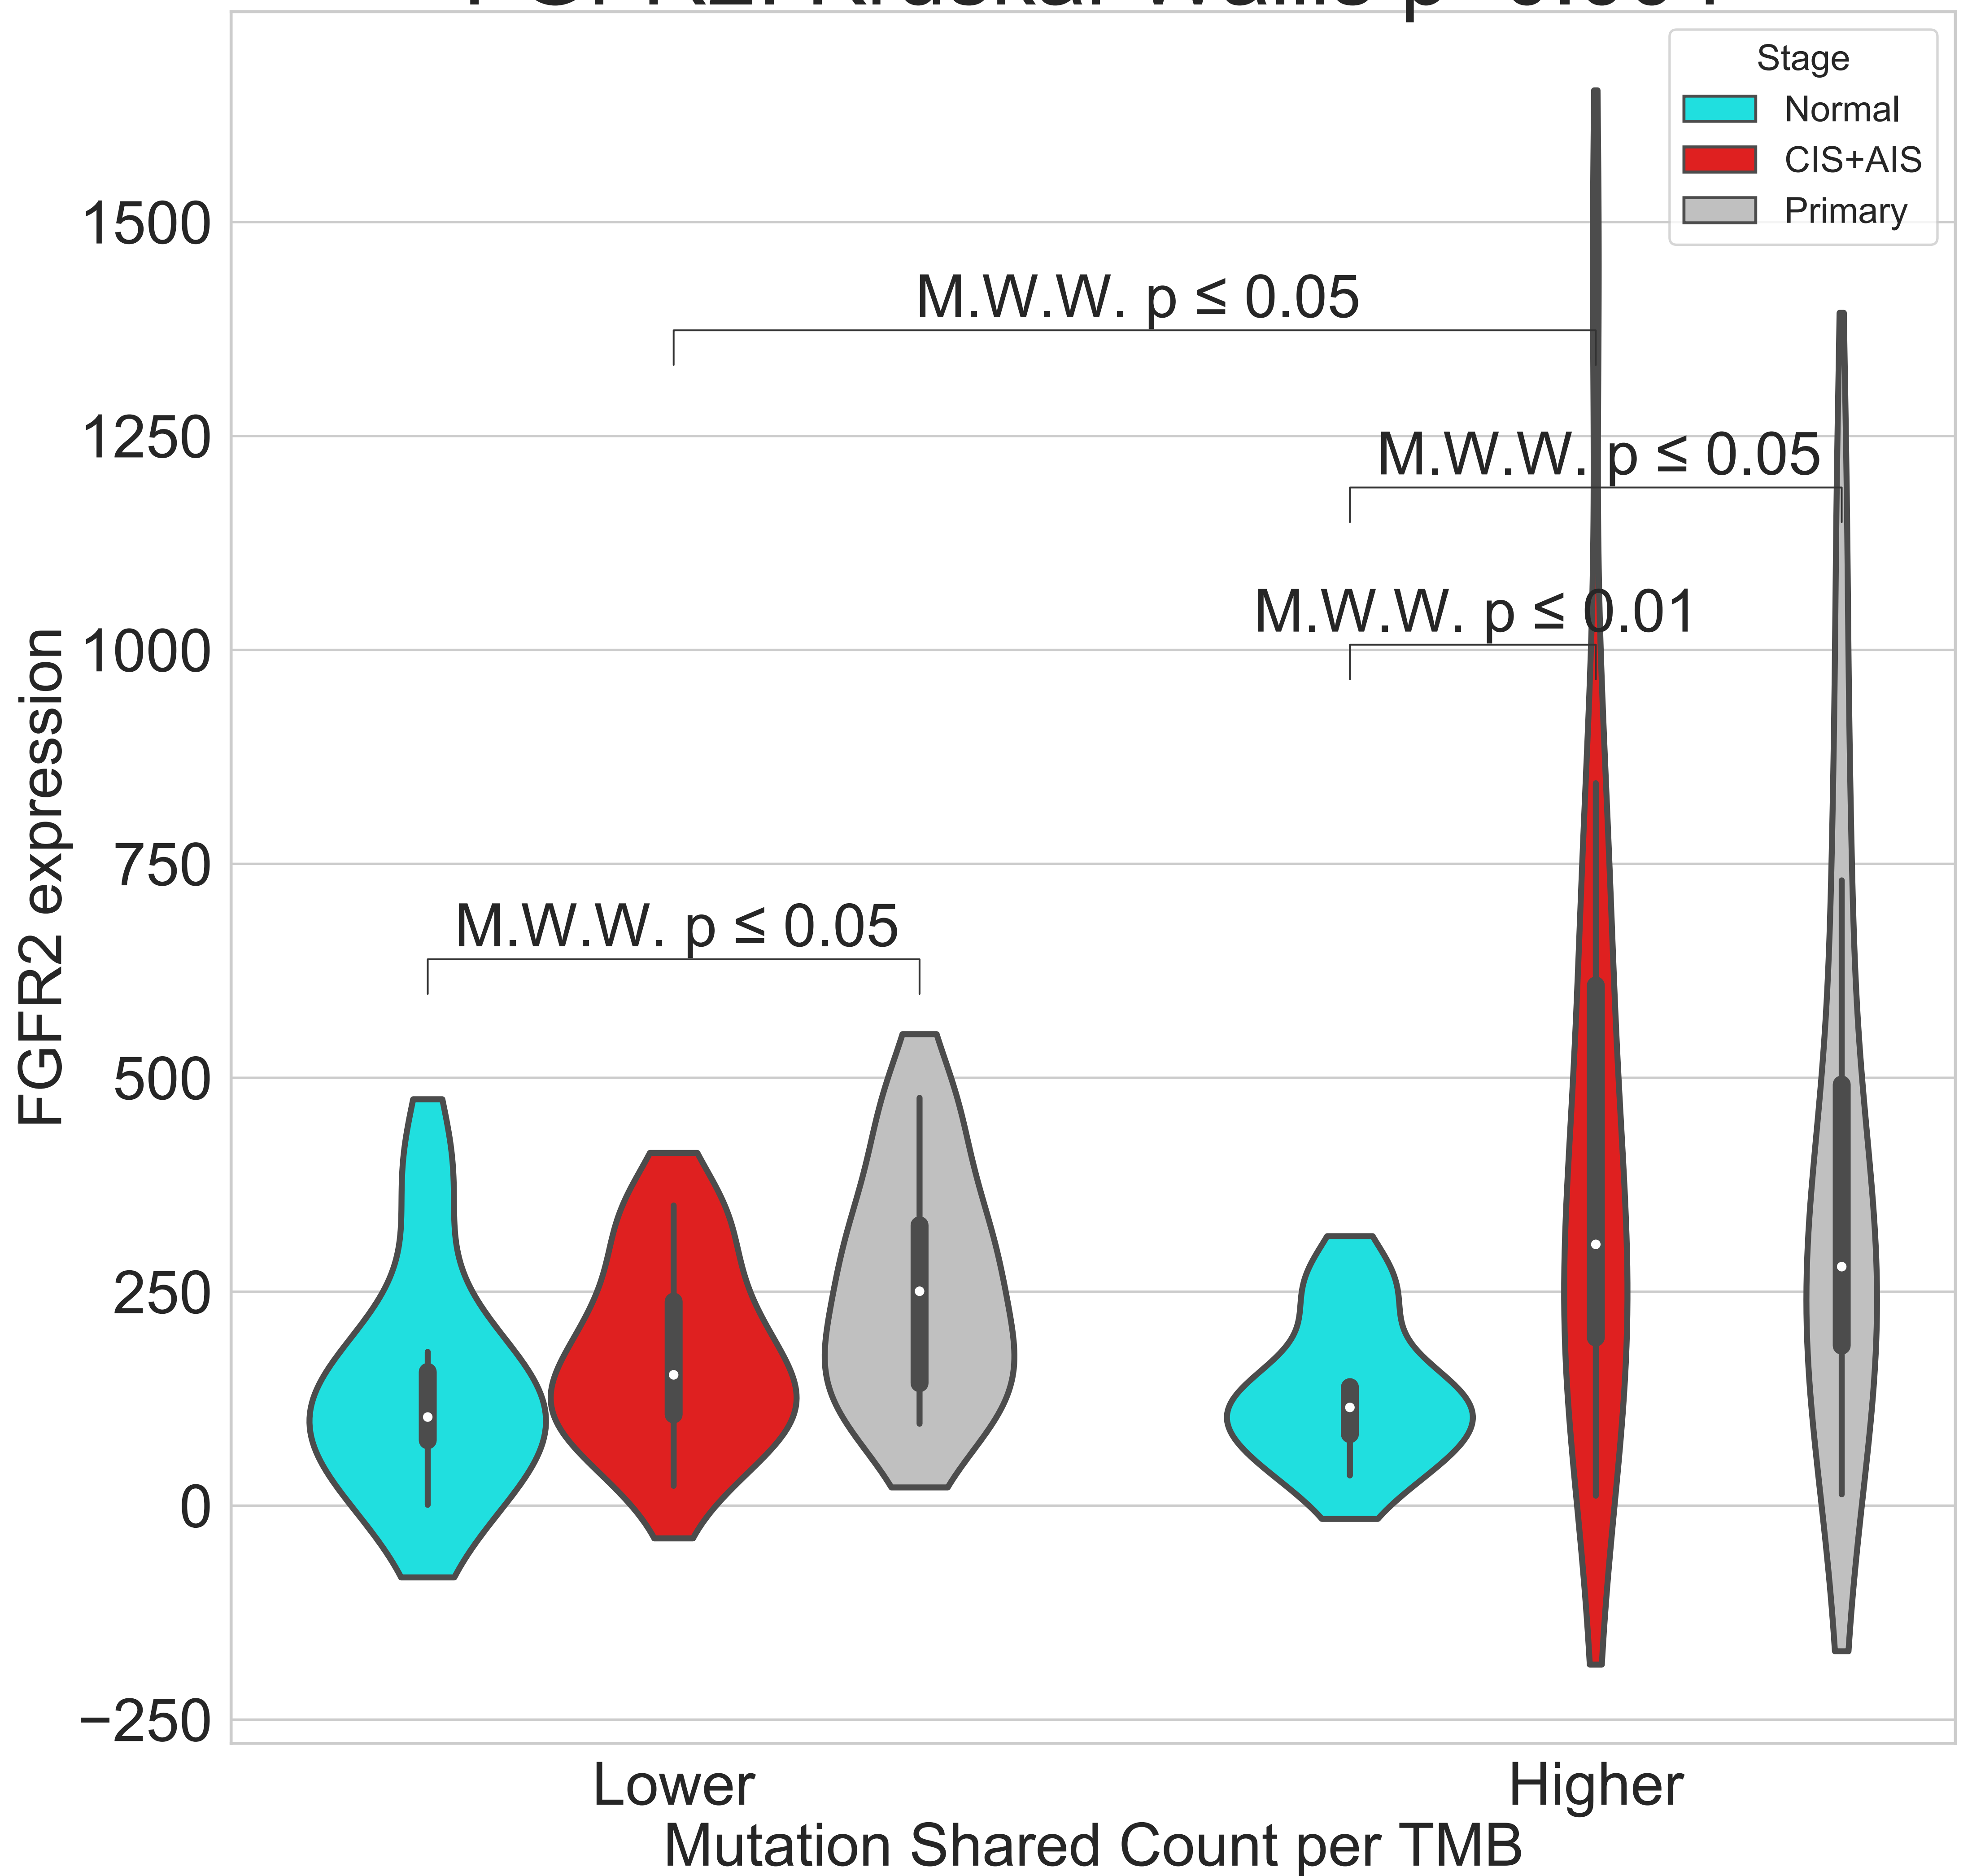 Stage
Normal
CIS+AIS
Primary
1500
1250
1000
750
500
250
0
−250
FGFR2 expression
M.W.W. p ≤ 0.05
M.W.W. p ≤ 0.05
M.W.W. p ≤ 0.01
M.W.W. p ≤ 0.05
Lower
Higher
Mutation Shared Count per TMB